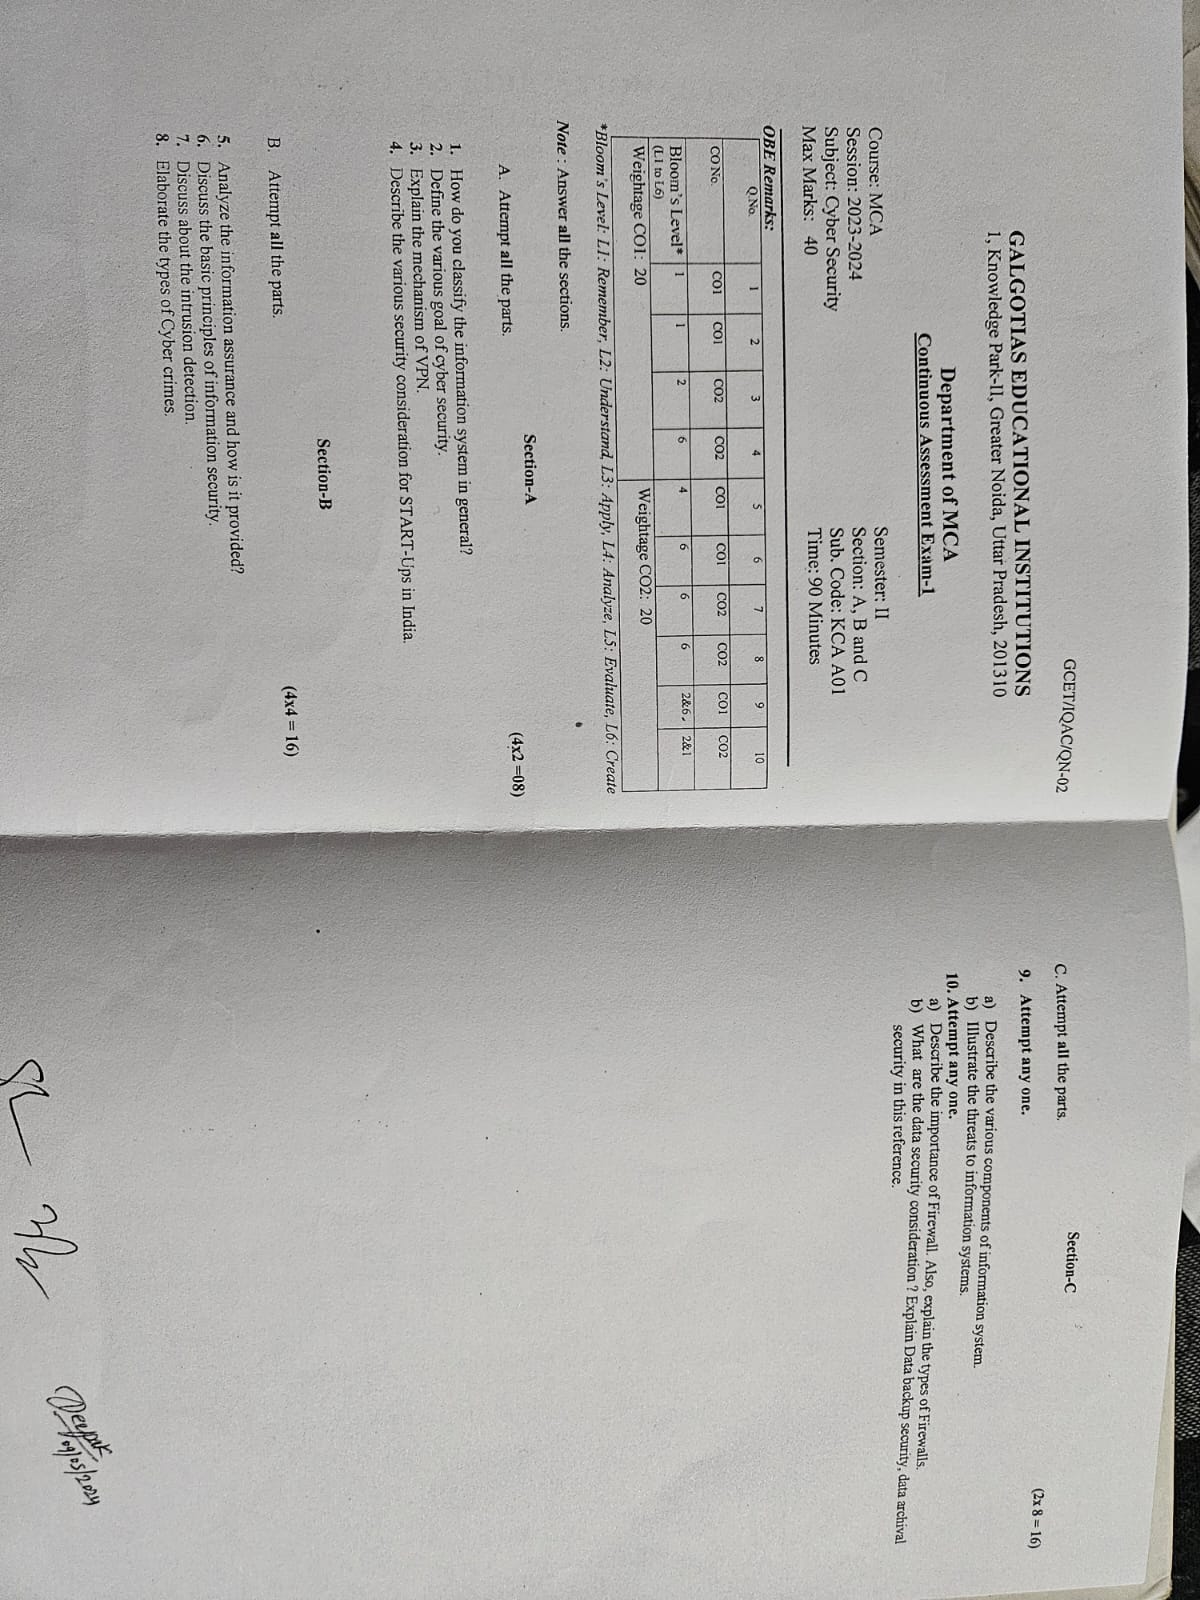 GCET/IQAC/QN-02
GALGOTIAS EDUCATIONAL INSTITUTIONS
1, Knowledge Park-II, Greater Noida, Uttar Pradesh, 201310
Department of MCA
Continuous Assessment Exam-1
Course: MCA Semester: II
Session: 2023-2024 Section: A, B and C
Subject: Cyber Security Sub. Code: KCA A01
Max Marks: 40 Time: 90 Minutes
OBE Remarks:
Q.No. 1 2 3 4 5 6 7 8 9 10
CO No. CO1 CO1 CO2 CO2 CO1 CO1 CO2 CO2 CO1 CO2
Bloom's Level* 1 1 2 6 4 6 6 6 2&6, 2&1
(L1 to L6)
Weightage CO1: 20 Weightage CO2: 20
*Bloom's Level: L1: Remember, L2: Understand, L3: Apply, L4: Analyze, L5: Evaluate, L6: Create
Note : Answer all the sections.
Section-A
A. Attempt all the parts. (4x2 =08)
1. How do you classify the information system in general?
2. Define the various goal of cyber security.
3. Explain the mechanism of VPN.
4. Describe the various security consideration for START-Ups in India.
Section-B
B. Attempt all the parts. (4x4 = 16)
5. Analyze the information assurance and how is it provided?
6. Discuss the basic principles of information security.
7. Discuss about the intrusion detection.
8. Elaborate the types of Cyber crimes.
Section-C
C. Attempt all the parts. (2x 8 = 16)
9. Attempt any one.
a) Describe the various components of information system.
b) Illustrate the threats to information systems.
10. Attempt any one.
a) Describe the importance of Firewall. Also, explain the types of Firewalls.
b) What are the data security consideration ? Explain Data backup security, data archival
security in this reference.
Deepak
09/05/2024